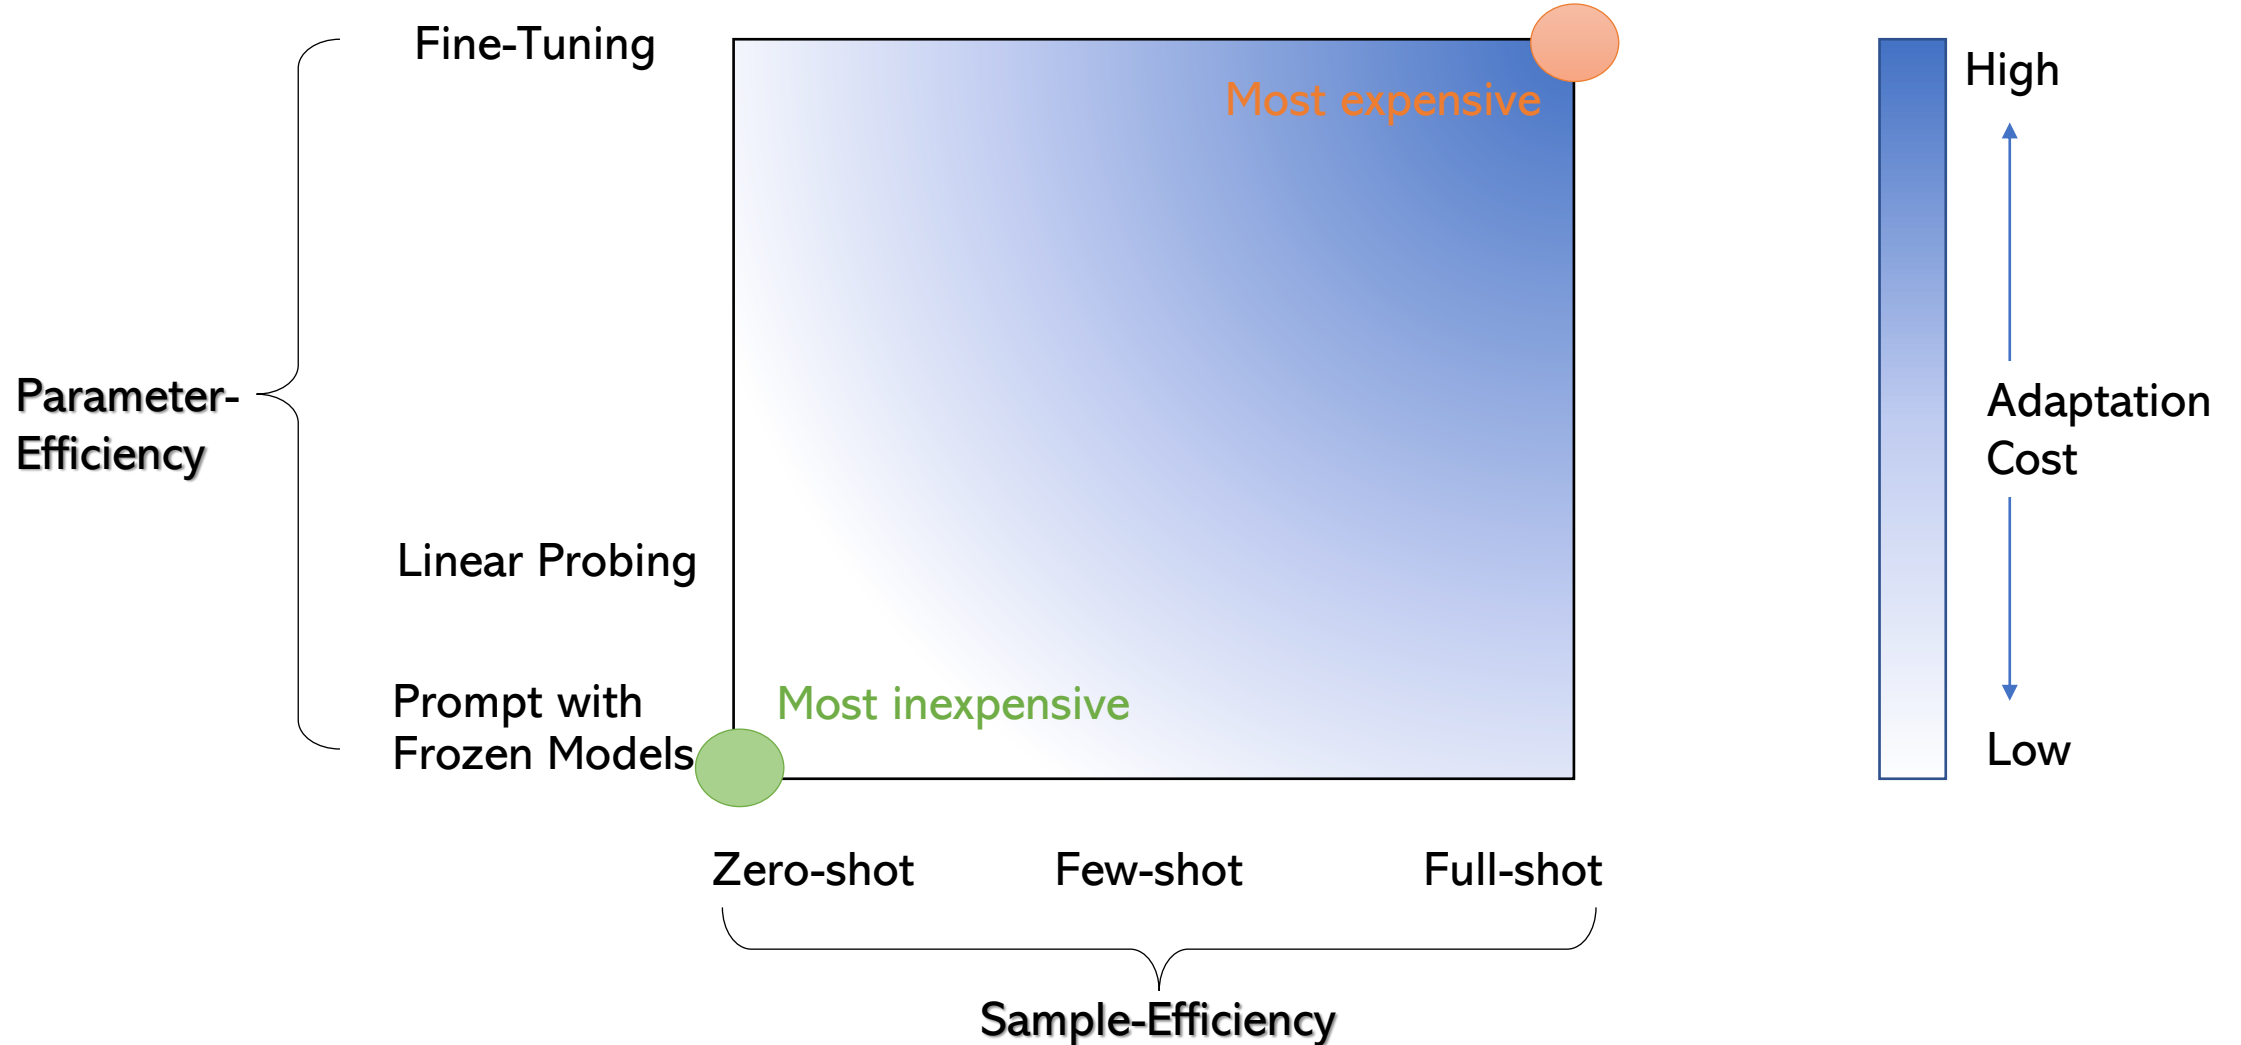 Fine-Tuning
High
Most expensive
Parameter-
Efficiency
Adaptation
Cost
Linear Probing
Prompt with
Frozen Models
Most inexpensive
Low
Zero-shot
Few-shot
Full-shot
Sample-Efficiency